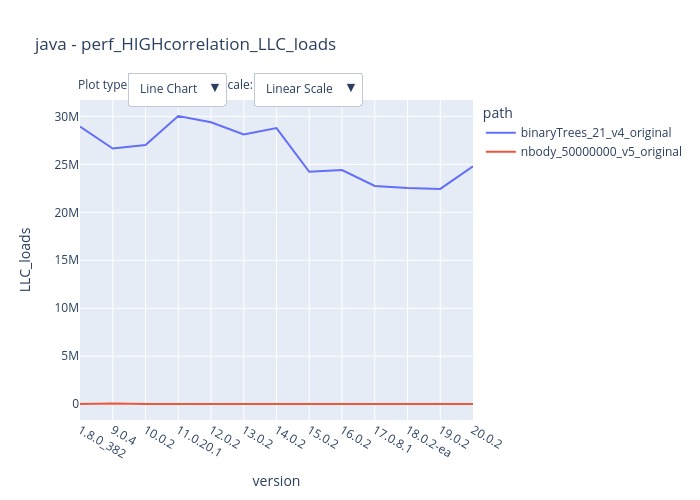 java - perf_HIGHcorrelation_LLC_loads
Plot type
Line Chart ▼
cale:
Linear Scale ▼
path
binaryTrees_21_v4_original
nbody_50000000_v5_original
30M
25M
20M
15M
10M
5M
0
LLC_loads
1.8.0_382
9.0.4
10.0.2
11.0.20.1
12.0.2
13.0.2
14.0.2
15.0.2
16.0.2
17.0.8.1
18.0.2-ea
19.0.2
20.0.2
version